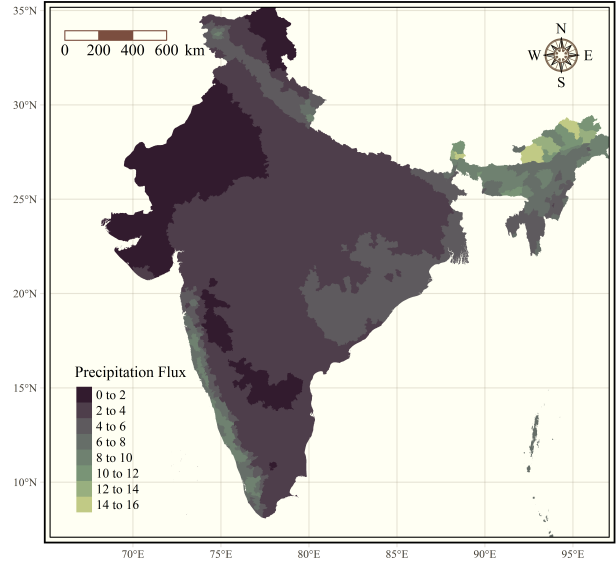 35°N
30°N
25°N
20°N
15°N
10°N
0 200 400 600 km
N
W E
S
Precipitation Flux
0 to 2
2 to 4
4 to 6
6 to 8
8 to 10
10 to 12
12 to 14
14 to 16
70°E 75°E 80°E 85°E 90°E 95°E